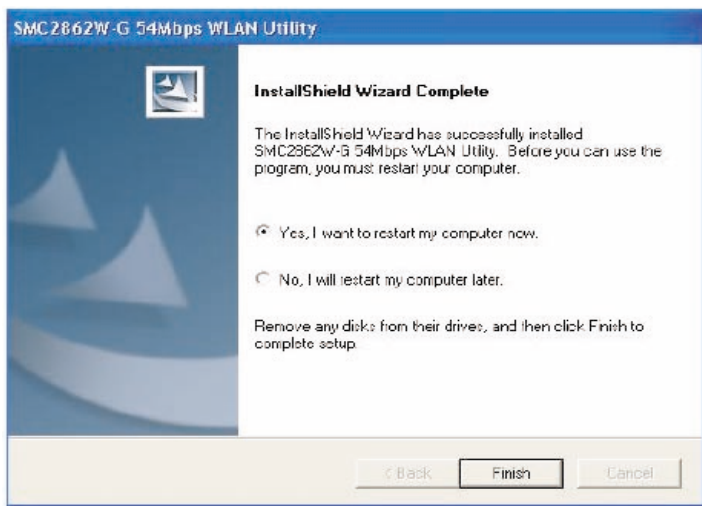 SMC2862W-G 54Mbps WLAN Utility
InstallShield Wizard Complete
The InstallShield Wizard has successfully installed
SMC2862W-G 54Mbps WLAN Utility. Before you can use the
program, you must restart your computer.
Yes, I want to restart my computer now.
No, I will restart my computer later.
Remove any disks from their drives, and then click Finish to
complete setup.
< Back
Finish
Cancel